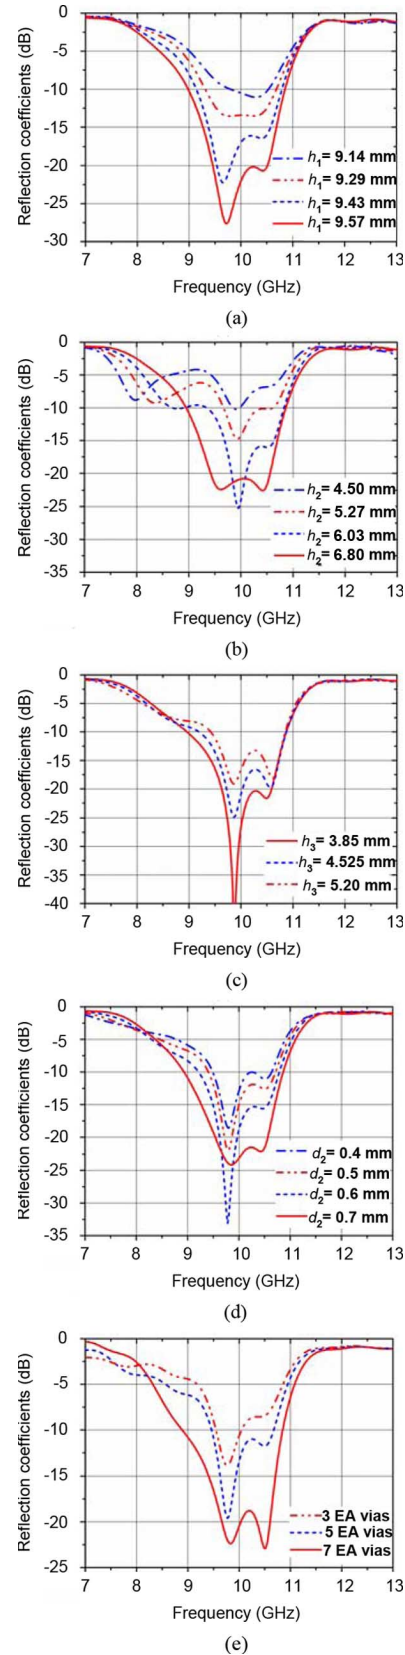 Reflection coefficients (dB)
0
-5
-10
-15
-20
-25
-30
h1= 9.14 mm
h1= 9.29 mm
h1= 9.43 mm
h1= 9.57 mm
7 8 9 10 11 12 13
Frequency (GHz)
(a)
Reflection coefficients (dB)
0
-5
-10
-15
-20
-25
-30
-35
h2= 4.50 mm
h2= 5.27 mm
h2= 6.03 mm
h2= 6.80 mm
7 8 9 10 11 12 13
Frequency (GHz)
(b)
Reflection coefficients (dB)
0
-5
-10
-15
-20
-25
-30
-35
-40
h3= 3.85 mm
h3= 4.525 mm
h3= 5.20 mm
7 8 9 10 11 12 13
Frequency (GHz)
(c)
Reflection coefficients (dB)
0
-5
-10
-15
-20
-25
-30
-35
d2= 0.4 mm
d2= 0.5 mm
d2= 0.6 mm
d2= 0.7 mm
7 8 9 10 11 12 13
Frequency (GHz)
(d)
Reflection coefficients (dB)
0
-5
-10
-15
-20
-25
3 EA vias
5 EA vias
7 EA vias
7 8 9 10 11 12 13
Frequency (GHz)
(e)